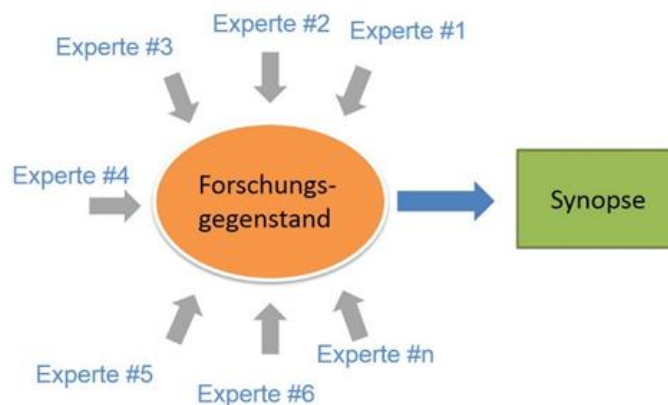 Experte #3
Experte #2
Experte #1
Experte #4
Forschungs-
gegenstand
Synopse
Experte #5
Experte #6
Experte #n